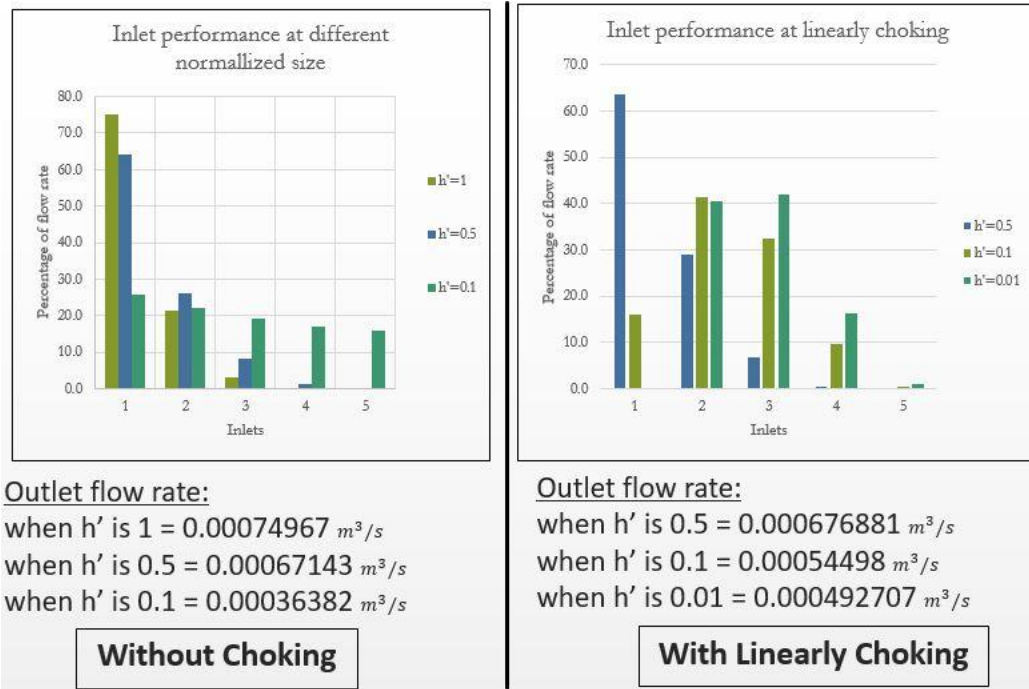 Inlet performance at different
normallized size
80.0
70.0
60.0
50.0
40.0
30.0
20.0
10.0
0.0
Percentage of flow rate
1 2 3 4 5
Inlets
h'=1
h'=0.5
h'=0.1
Outlet flow rate:
when h’ is 1 = 0.00074967 m³/s
when h’ is 0.5 = 0.00067143 m³/s
when h’ is 0.1 = 0.00036382 m³/s
Without Choking
Inlet performance at linearly choking
70.0
60.0
50.0
40.0
30.0
20.0
10.0
0.0
Percentage of flow rate
1 2 3 4 5
Inlets
h'=0.5
h'=0.1
h'=0.01
Outlet flow rate:
when h’ is 0.5 = 0.000676881 m³/s
when h’ is 0.1 = 0.00054498 m³/s
when h’ is 0.01 = 0.000492707 m³/s
With Linearly Choking